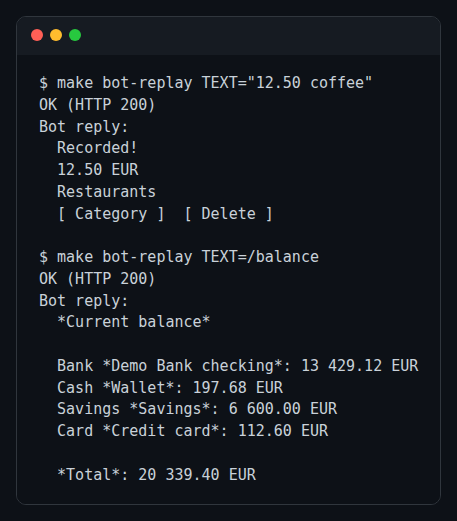 $ make bot-replay TEXT="12.50 coffee"
OK (HTTP 200)
Bot reply:
  Recorded!
  12.50 EUR
  Restaurants
  [ Category ]  [ Delete ]

$ make bot-replay TEXT=/balance
OK (HTTP 200)
Bot reply:
  *Current balance*

  Bank *Demo Bank checking*: 13 429.12 EUR
  Cash *Wallet*: 197.68 EUR
  Savings *Savings*: 6 600.00 EUR
  Card *Credit card*: 112.60 EUR

  *Total*: 20 339.40 EUR